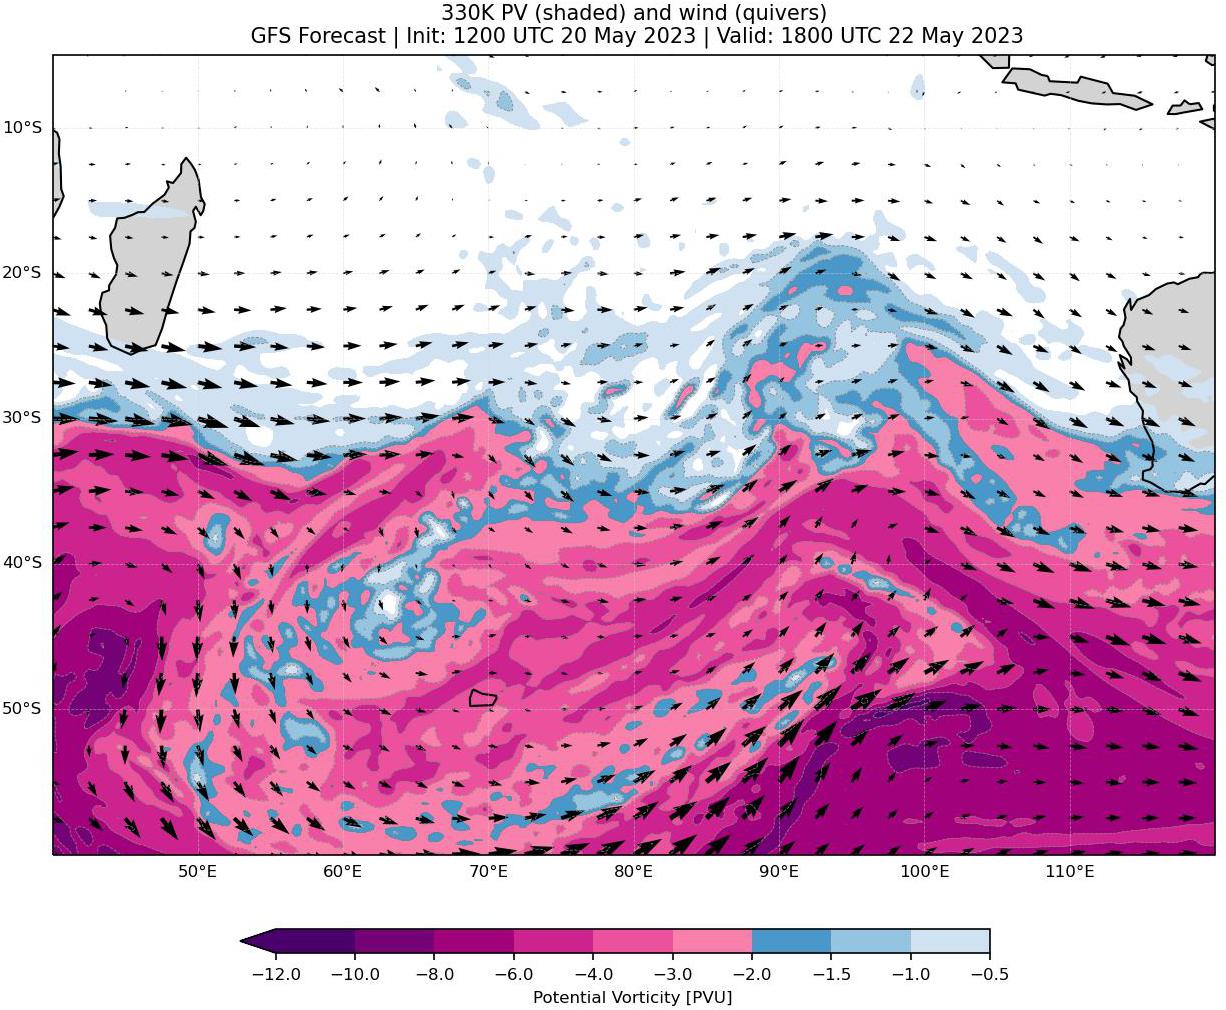 330K PV (shaded) and wind (quivers)
GFS Forecast | Init: 1200 UTC 20 May 2023 | Valid: 1800 UTC 22 May 2023
10°S
20°S
30°S
40°S
50°S
50°E 60°E 70°E 80°E 90°E 100°E 110°E
−12.0 −10.0 −8.0 −6.0 −4.0 −3.0 −2.0 −1.5 −1.0 −0.5
Potential Vorticity [PVU]